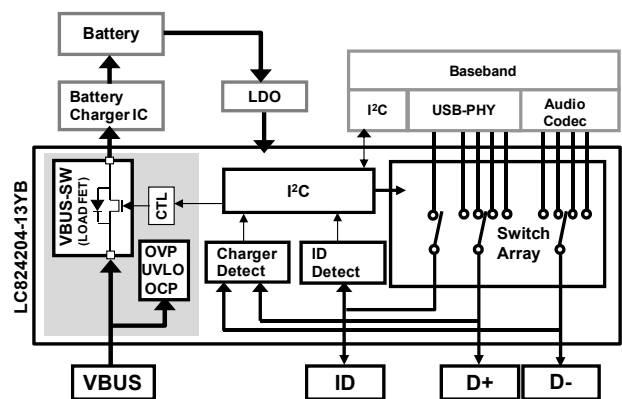 Battery
Battery
Charger IC
LDO
Baseband
I²C
USB-PHY
Audio
Codec
LC824204-13YB
VBUS-SW
(LOAD FET)
CTL
I²C
OVP
UVLO
OCP
Charger
Detect
ID
Detect
Switch
Array
VBUS
ID
D+
D-